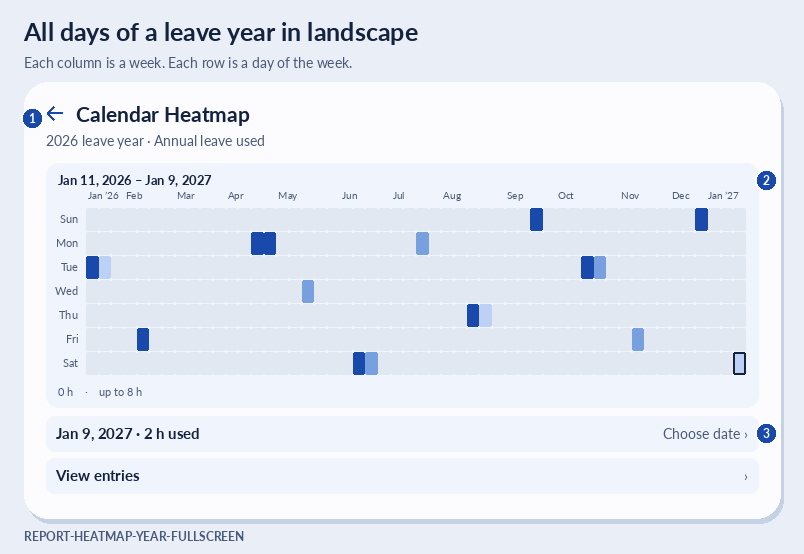 All days of a leave year in landscape
Each column is a week. Each row is a day of the week.
1
← Calendar Heatmap
2026 leave year · Annual leave used
Jan 11, 2026 – Jan 9, 2027
2
Jan '26 Feb Mar Apr May Jun Jul Aug Sep Oct Nov Dec Jan '27
Sun
Mon
Tue
Wed
Thu
Fri
Sat
0 h · up to 8 h
Jan 9, 2027 · 2 h used Choose date ›
3
View entries ›
REPORT-HEATMAP-YEAR-FULLSCREEN